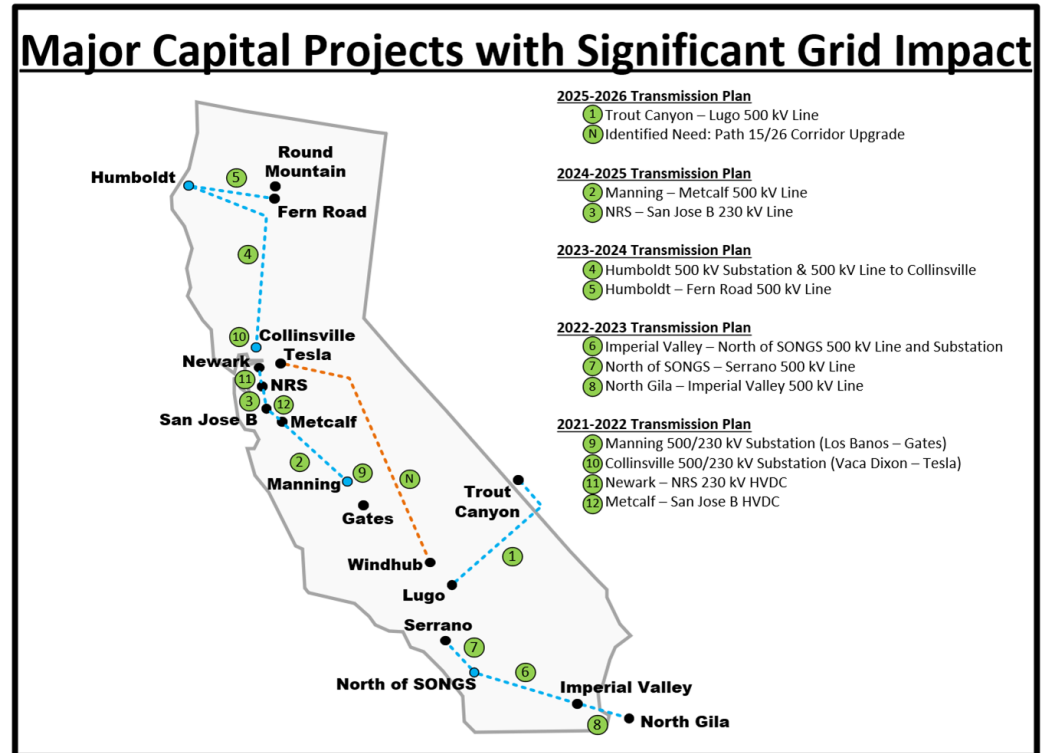 Major Capital Projects with Significant Grid Impact
2025-2026 Transmission Plan
1 Trout Canyon – Lugo 500 kV Line
N Identified Need: Path 15/26 Corridor Upgrade
2024-2025 Transmission Plan
2 Manning – Metcalf 500 kV Line
3 NRS – San Jose B 230 kV Line
2023-2024 Transmission Plan
4 Humboldt 500 kV Substation & 500 kV Line to Collinsville
5 Humboldt – Fern Road 500 kV Line
2022-2023 Transmission Plan
6 Imperial Valley – North of SONGS 500 kV Line and Substation
7 North of SONGS – Serrano 500 kV Line
8 North Gila – Imperial Valley 500 kV Line
2021-2022 Transmission Plan
9 Manning 500/230 kV Substation (Los Banos – Gates)
10 Collinsville 500/230 kV Substation (Vaca Dixon – Tesla)
11 Newark – NRS 230 kV HVDC
12 Metcalf – San Jose B HVDC
Round
Mountain
Humboldt
5
Fern Road
4
10
Collinsville
Tesla
Newark
11
NRS
3
12
San Jose B
Metcalf
2
9
N
Manning
Trout
Canyon
Gates
1
Windhub
Lugo
Serrano
7
6
North of SONGS
Imperial Valley
8
North Gila